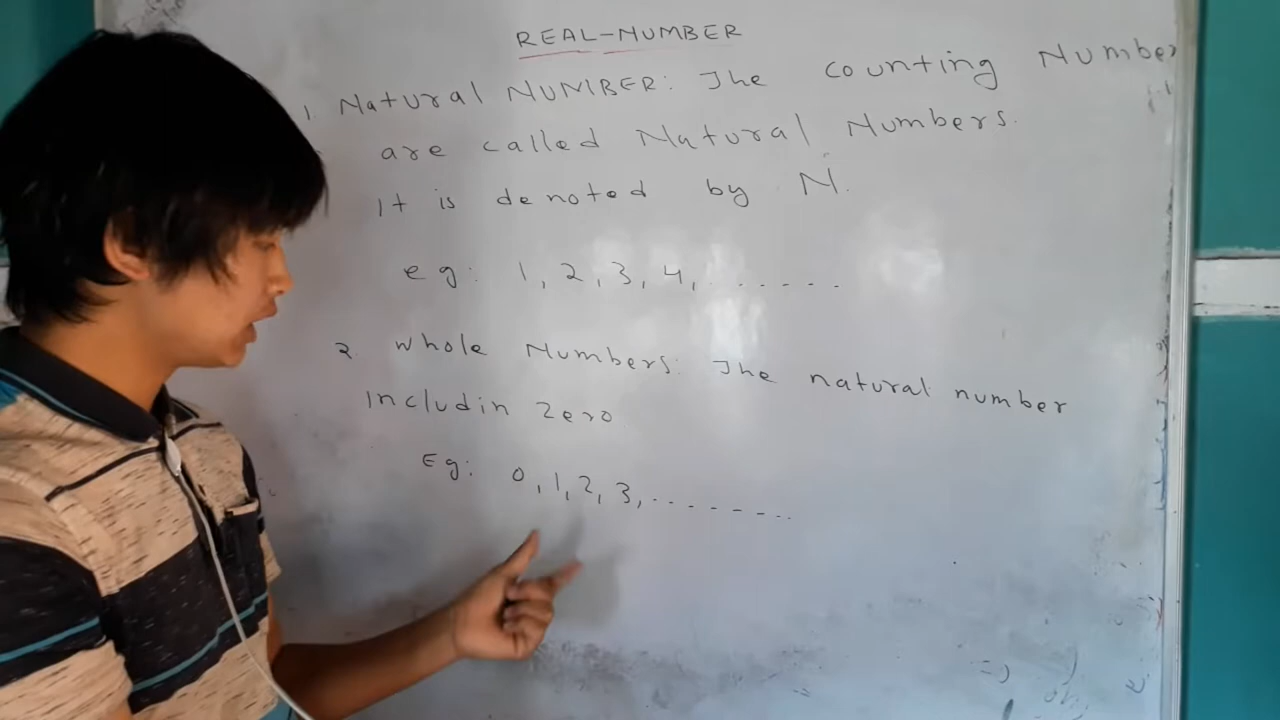 REAL-NUMBER
1. Natural NUMBER: The counting Number
are called Natural Numbers.
It is denoted by N.
eg: 1, 2, 3, 4, . . . . . .
2. Whole Numbers: The natural number
includin Zero
Eg: 0, 1, 2, 3, . . - - - - - . .